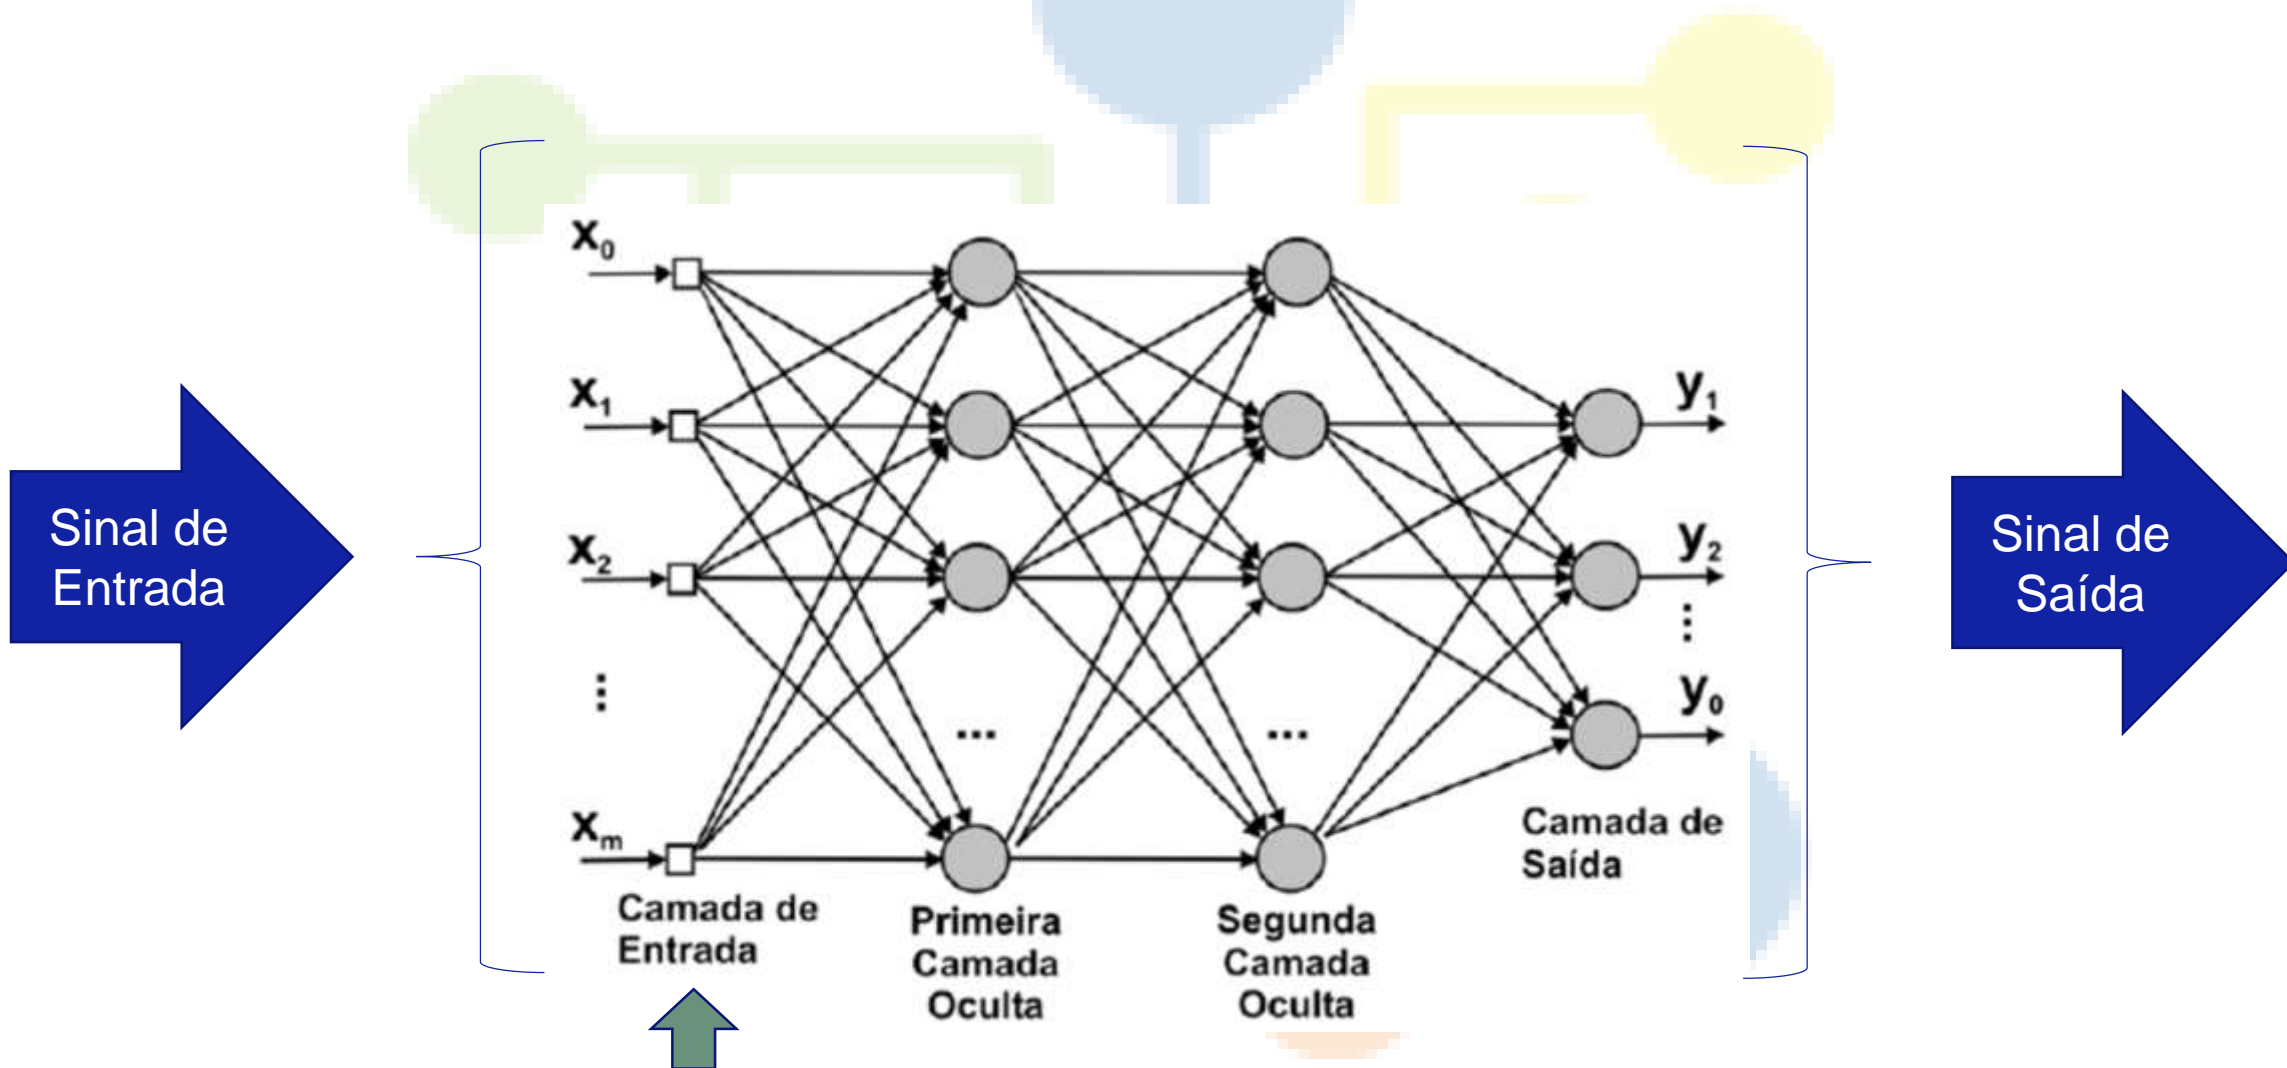 Sinal de
Entrada
x₀
x₁
x₂
⋮
xₘ
Camada de
Entrada
...
Primeira
Camada
Oculta
...
Segunda
Camada
Oculta
y₁
y₂
⋮
y₀
Camada de
Saída
Sinal de
Saída